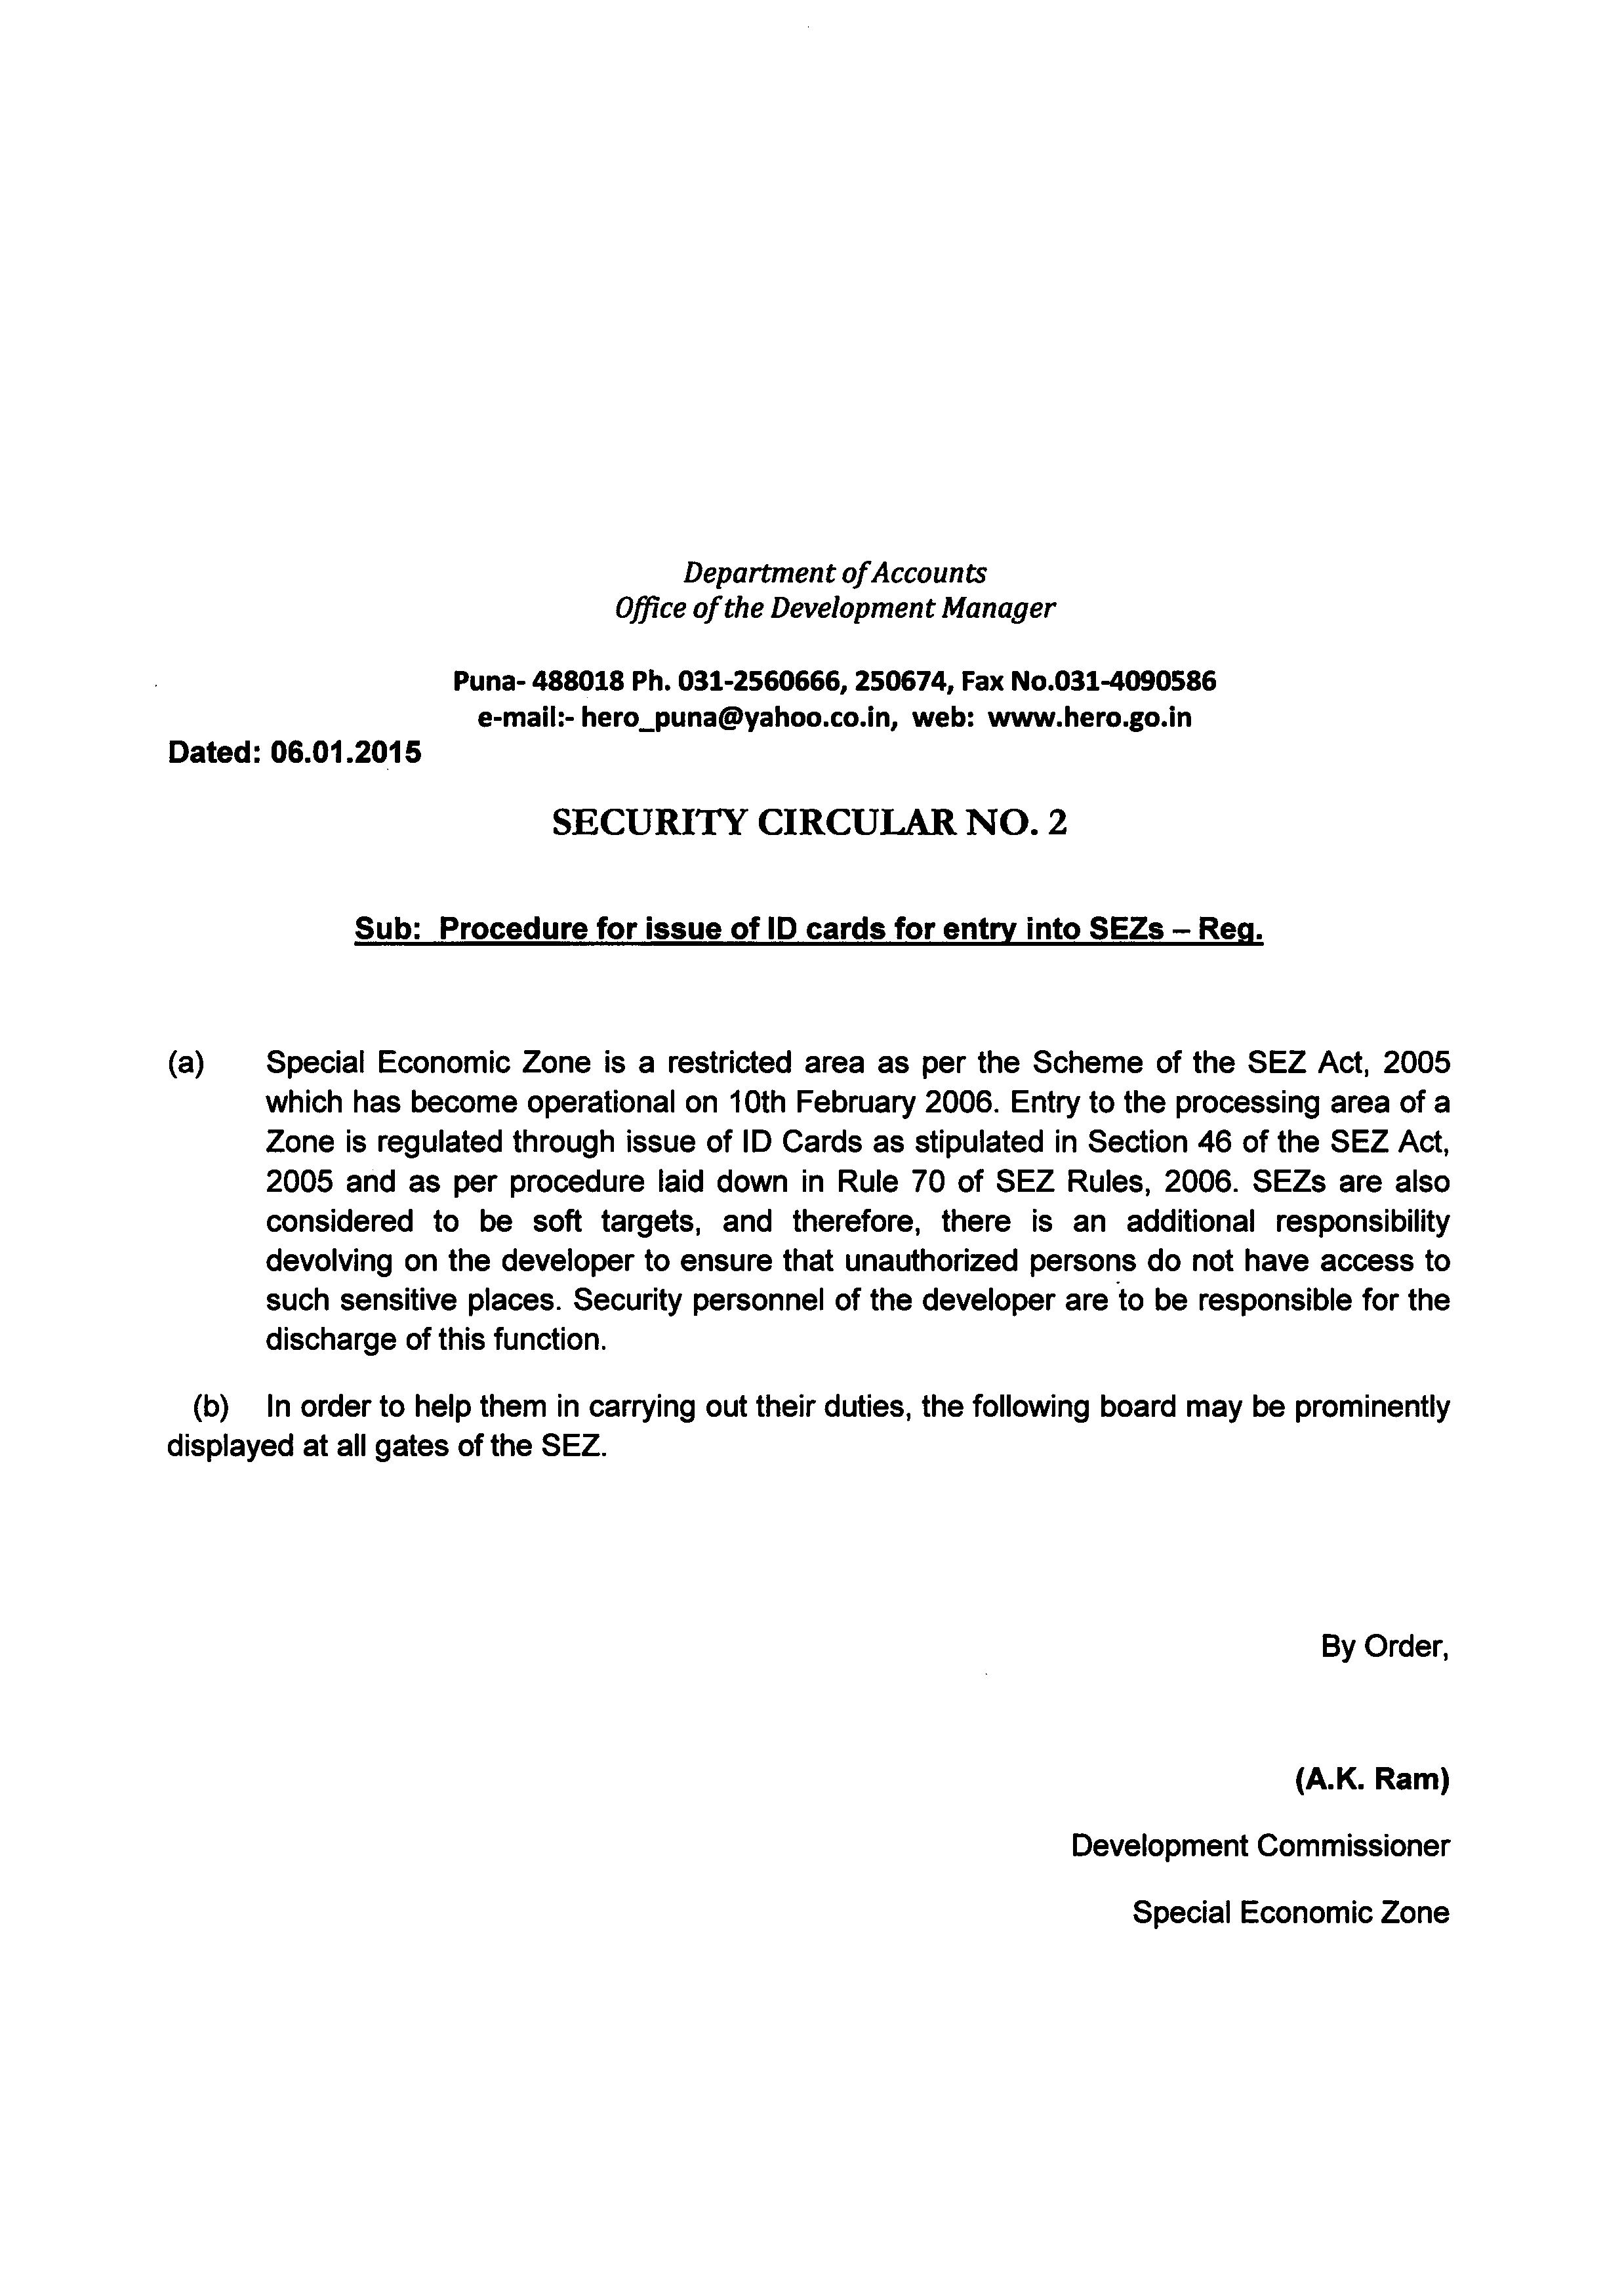 Department of Accounts
Office of the Development Manager
Puna- 488018 Ph. 031-2560666, 250674, Fax No.031-4090586
e-mail:- hero_puna@yahoo.co.in, web: www.hero.go.in
Dated: 06.01.2015
SECURITY CIRCULAR NO. 2
Sub: Procedure for issue of ID cards for entry into SEZs – Reg.
(a) Special Economic Zone is a restricted area as per the Scheme of the SEZ Act, 2005
which has become operational on 10th February 2006. Entry to the processing area of a
Zone is regulated through issue of ID Cards as stipulated in Section 46 of the SEZ Act,
2005 and as per procedure laid down in Rule 70 of SEZ Rules, 2006. SEZs are also
considered to be soft targets, and therefore, there is an additional responsibility
devolving on the developer to ensure that unauthorized persons do not have access to
such sensitive places. Security personnel of the developer are to be responsible for the
discharge of this function.
(b) In order to help them in carrying out their duties, the following board may be prominently
displayed at all gates of the SEZ.
By Order,
(A.K. Ram)
Development Commissioner
Special Economic Zone